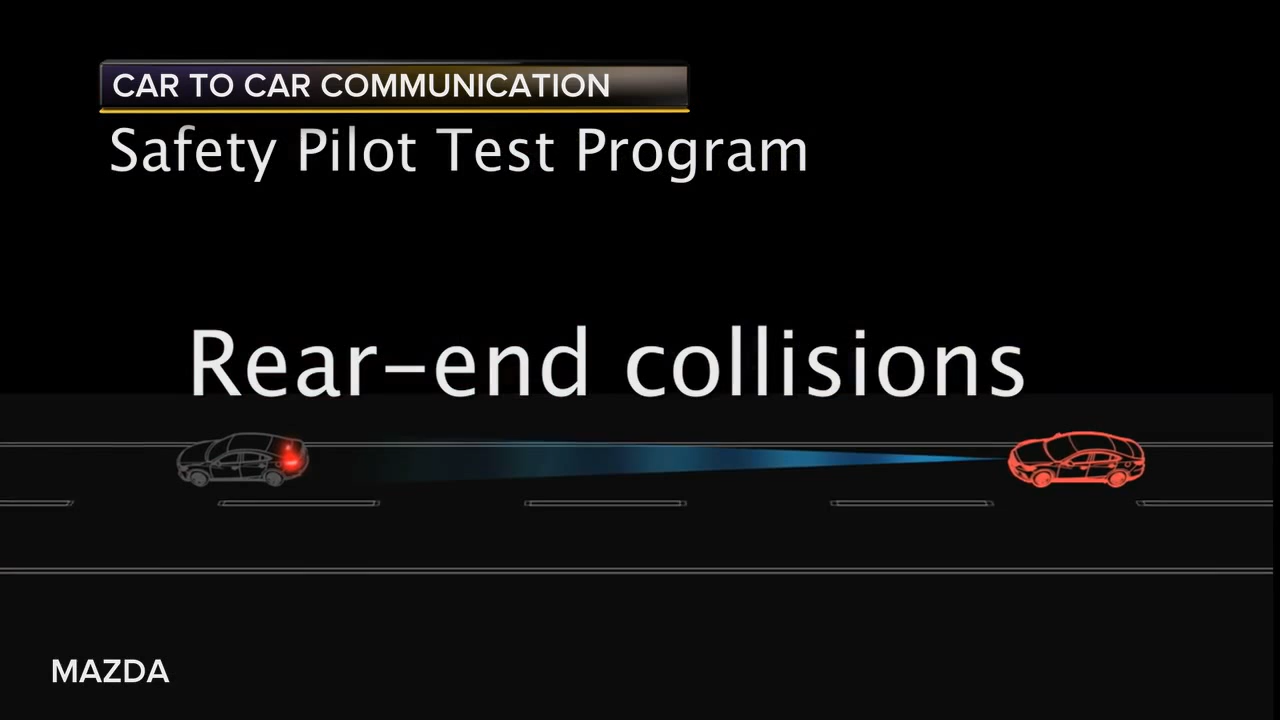 CAR TO CAR COMMUNICATION
Safety Pilot Test Program
Rear-end collisions
MAZDA